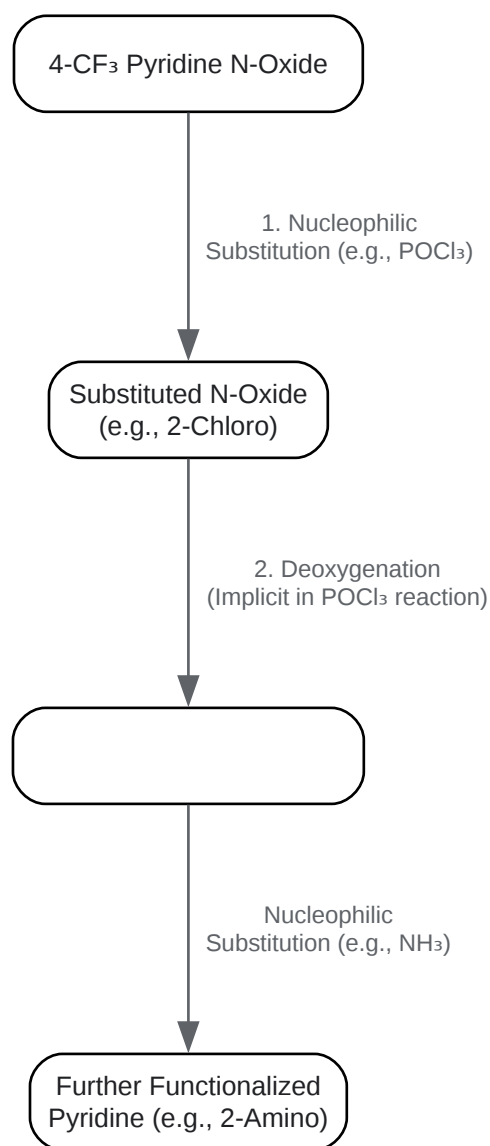 4-CF₃ Pyridine N-Oxide
1. Nucleophilic
Substitution (e.g., POCl₃)
Substituted N-Oxide
(e.g., 2-Chloro)
2. Deoxygenation
(Implicit in POCl₃ reaction)
Nucleophilic
Substitution (e.g., NH₃)
Further Functionalized
Pyridine (e.g., 2-Amino)